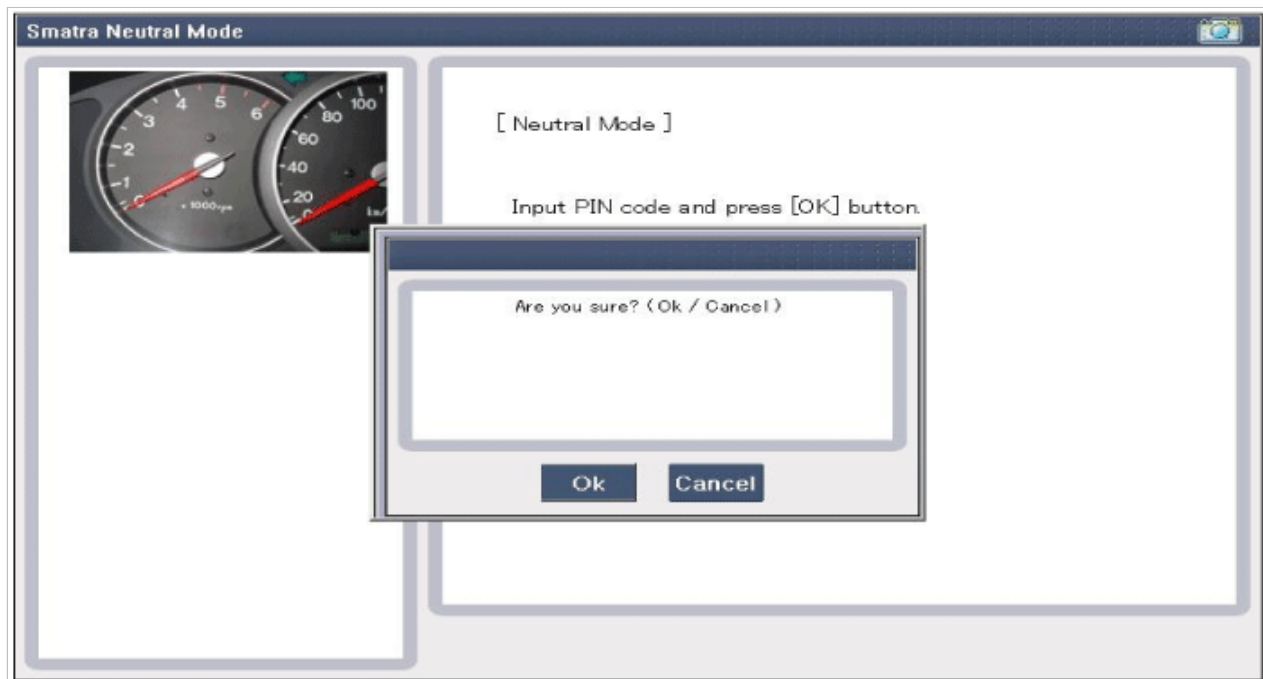 Smatra Neutral Mode
[ Neutral Mode ]
Input PIN code and press [OK] button.
Are you sure? (Ok / Cancel)
Ok
Cancel
0
1
2
3
4
5
6
x 1000rpm
0
20
40
60
80
100
km/